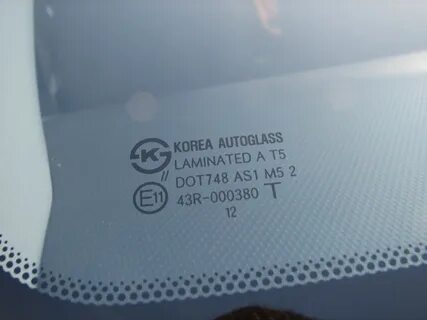 KOREA AUTOGLASS
LAMINATED A T5
DOT748 AS1 M5 2
E11 43R-000380 T
12